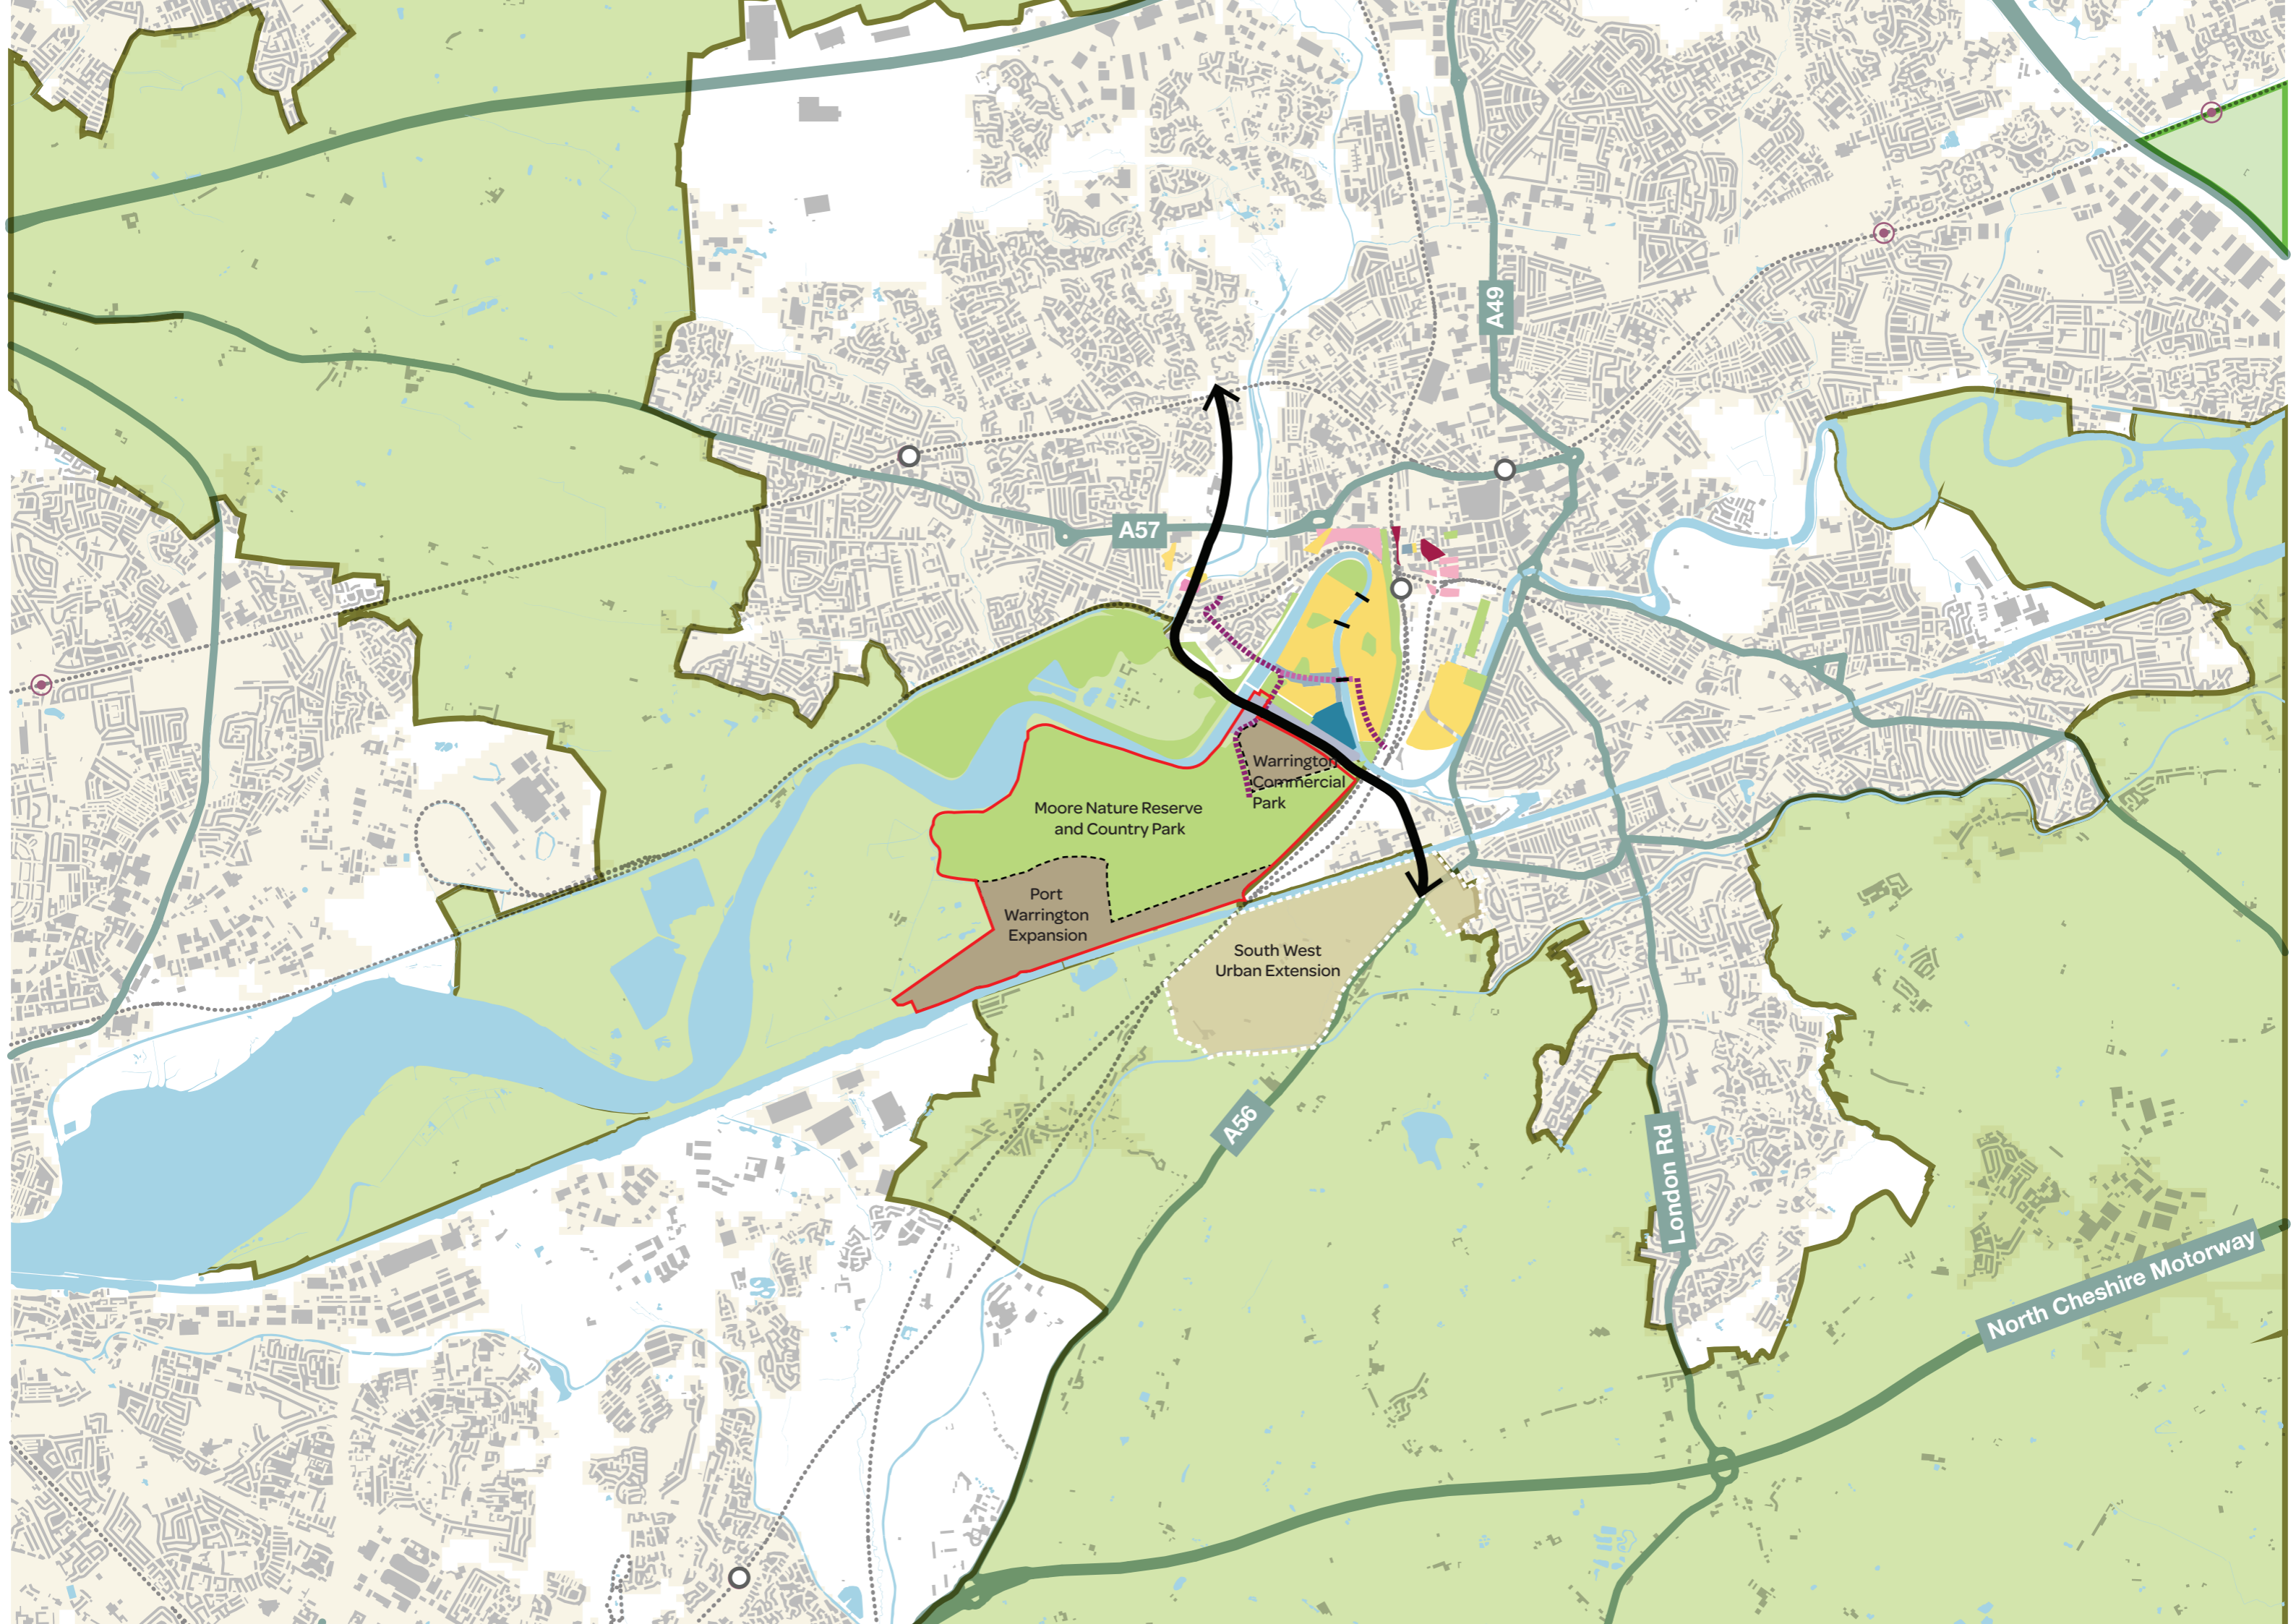 A49
A57
Warrington
Commercial
Park
Moore Nature Reserve
and Country Park
Port
Warrington
Expansion
South West
Urban Extension
A56
London Rd
North Cheshire Motorway